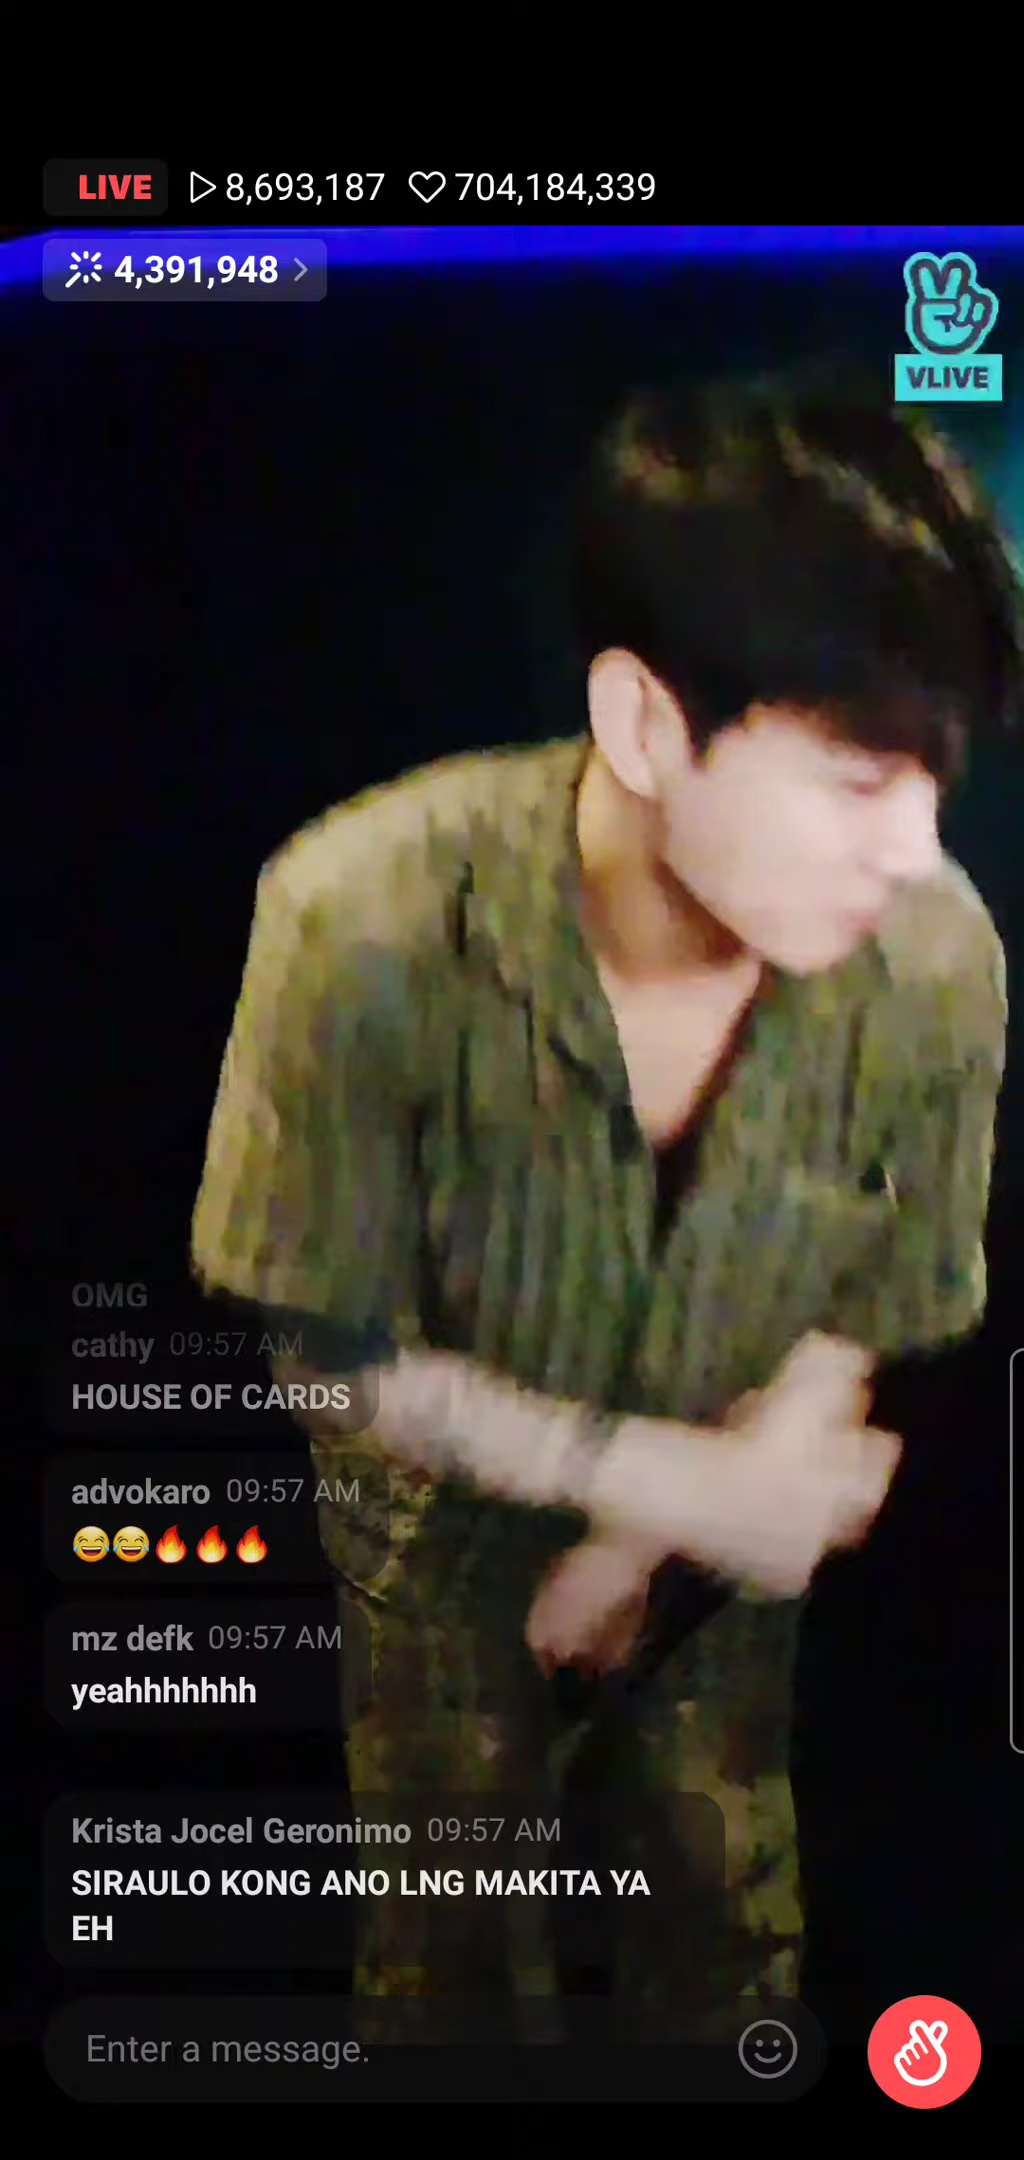 LIVE 8,693,187 704,184,339
4,391,948
VLIVE
OMG
cathy 09:57 AM
HOUSE OF CARDS
advokaro 09:57 AM
😂😂🔥🔥🔥
mz defk 09:57 AM
yeahhhhhhh
Krista Jocel Geronimo 09:57 AM
SIRAULO KONG ANO LNG MAKITA YA
EH
Enter a message.